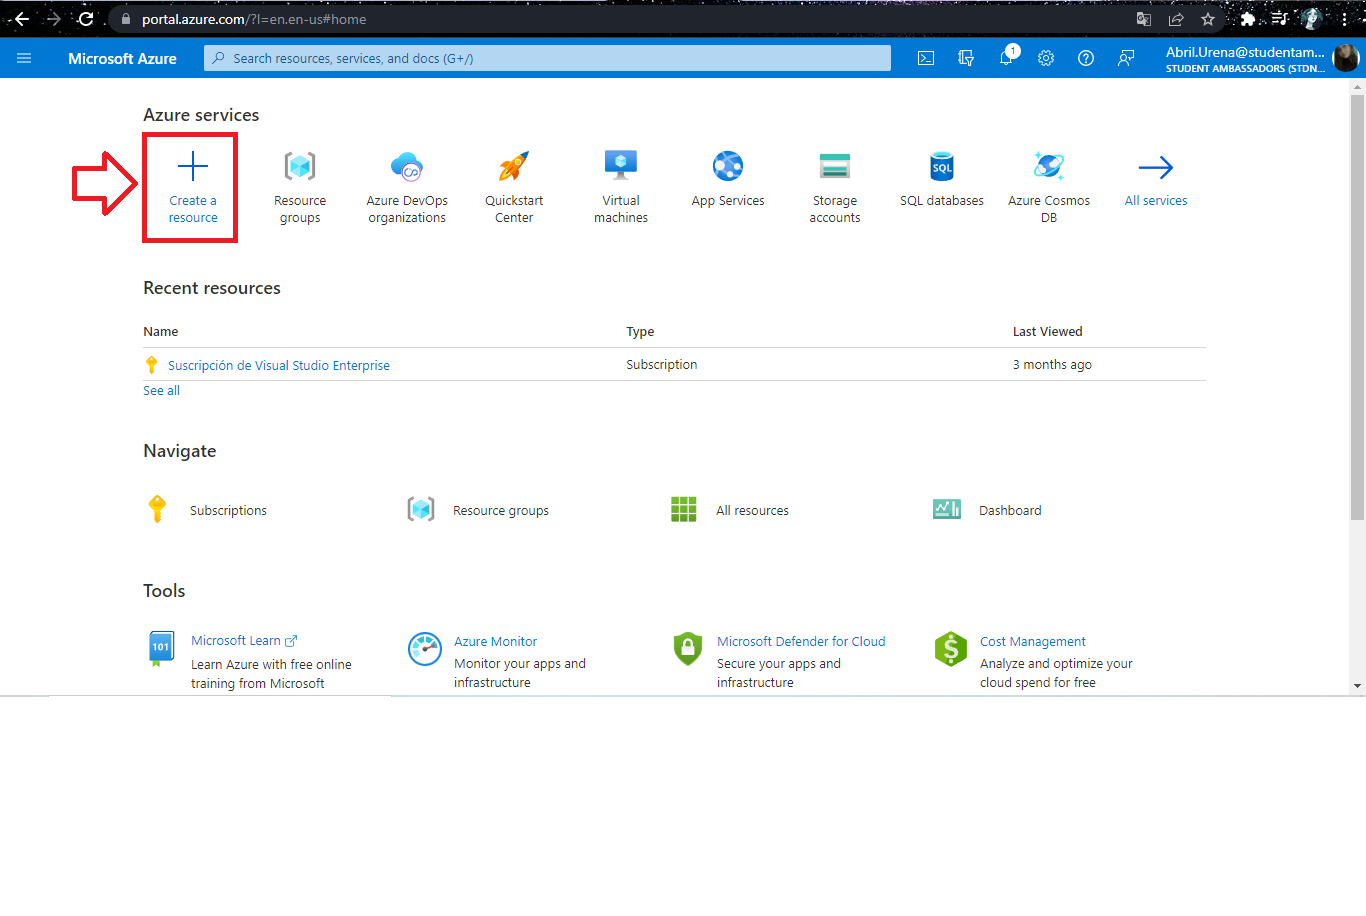 portal.azure.com/?l=en.en-us#home
Microsoft Azure
Search resources, services, and docs (G+/)
1
Abril.Urena@studentam...
STUDENT AMBASSADORS (STDN...
Azure services
Create a
resource
Resource
groups
Azure DevOps
organizations
Quickstart
Center
Virtual
machines
App Services
Storage
accounts
SQL
SQL databases
Azure Cosmos
DB
All services
Recent resources
Name Type Last Viewed
Suscripción de Visual Studio Enterprise Subscription 3 months ago
See all
Navigate
Subscriptions Resource groups All resources Dashboard
Tools
101
Microsoft Learn
Learn Azure with free online
training from Microsoft
Azure Monitor
Monitor your apps and
infrastructure
Microsoft Defender for Cloud
Secure your apps and
infrastructure
$
Cost Management
Analyze and optimize your
cloud spend for free